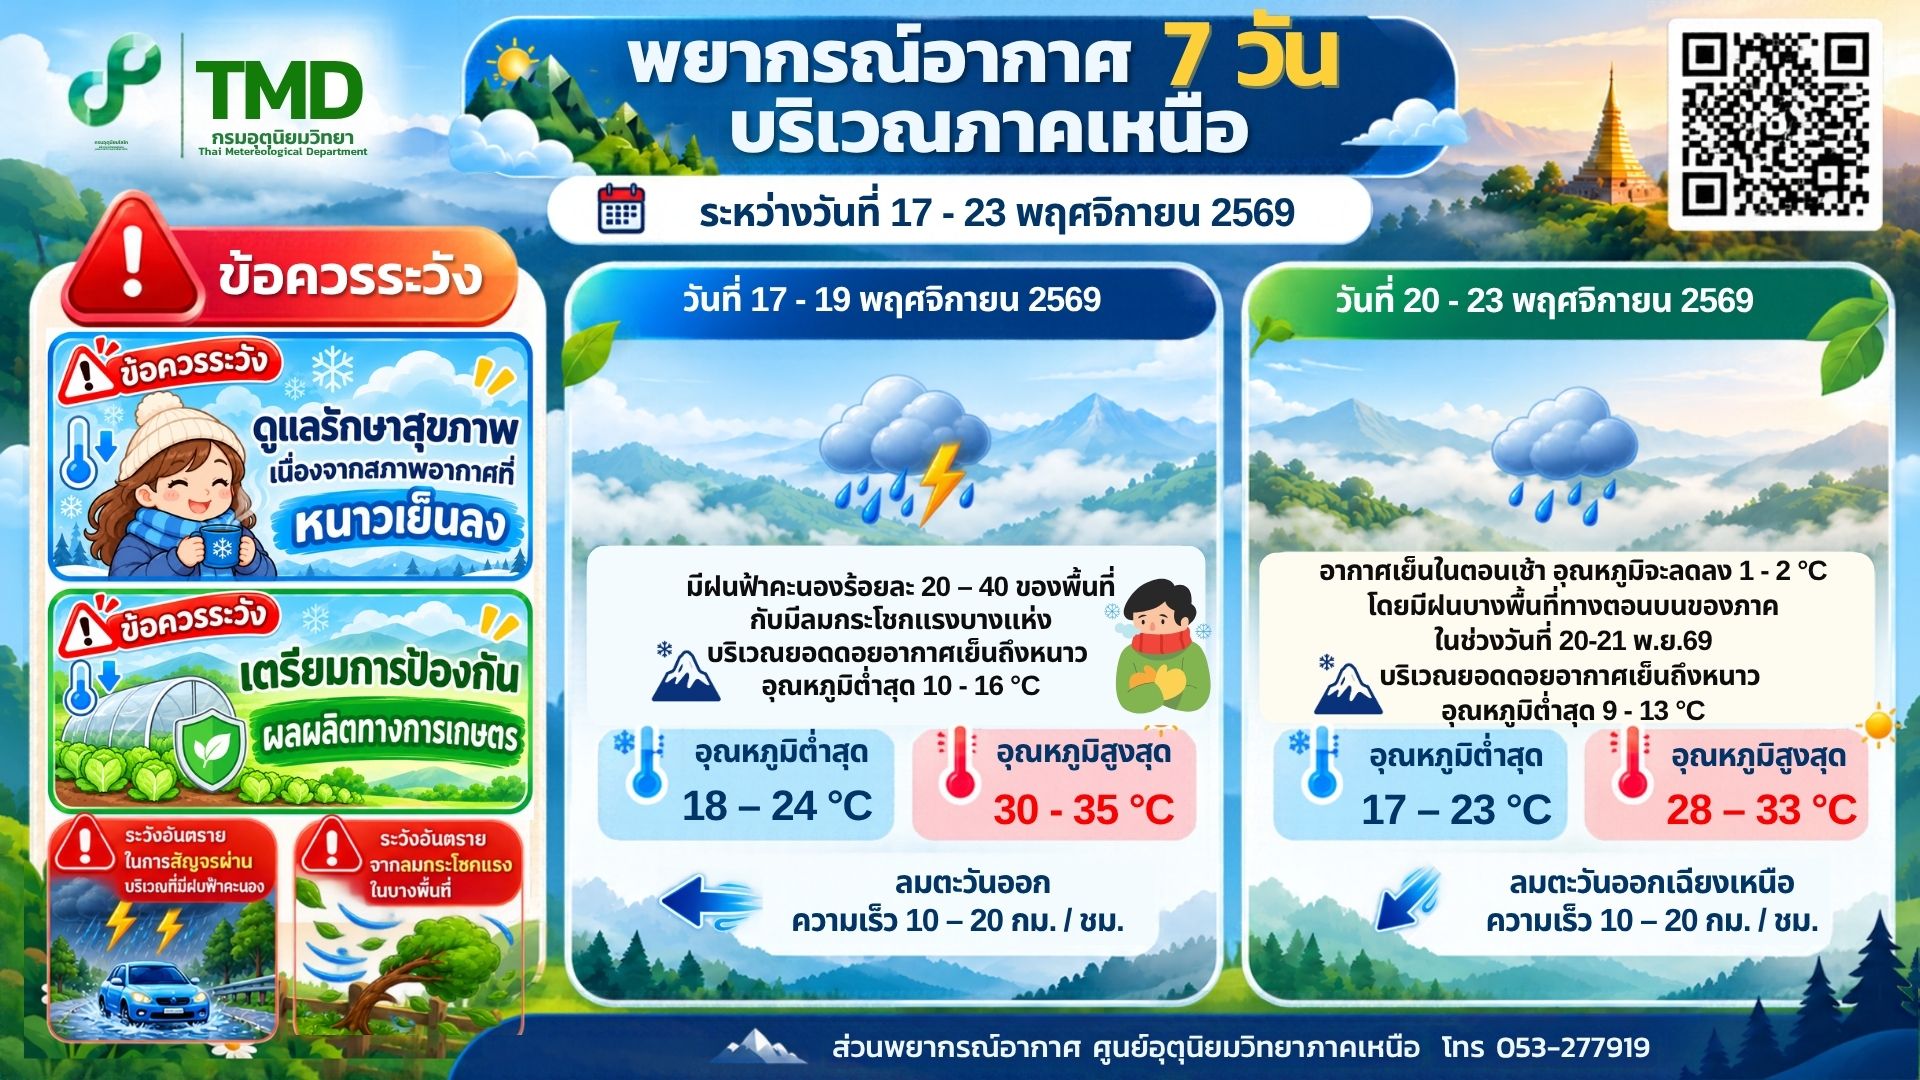 TMD
กรมอุตุนิยมวิทยา
Thai Metereological Department
พยากรณ์อากาศ 7 วัน
บริเวณภาคเหนือ
ระหว่างวันที่ 17 - 23 พฤศจิกายน 2569
ข้อควรระวัง
ข้อควรระวัง
ดูแลรักษาสุขภาพ
เนื่องจากสภาพอากาศที่
หนาวเย็นลง
ข้อควรระวัง
เตรียมการป้องกัน
ผลผลิตทางการเกษตร
ระวังอันตราย
ในการสัญจรผ่าน
บริเวณที่มีฝนฟ้าคะนอง
ระวังอันตราย
จากลมกระโชกแรง
ในบางพื้นที่
วันที่ 17 - 19 พฤศจิกายน 2569
มีฝนฟ้าคะนองร้อยละ 20 – 40 ของพื้นที่
กับมีลมกระโชกแรงบางแห่ง
บริเวณยอดดอยอากาศเย็นถึงหนาว
อุณหภูมิต่ำสุด 10 - 16 °C
อุณหภูมิต่ำสุด
18 – 24 °C
อุณหภูมิสูงสุด
30 - 35 °C
ลมตะวันออก
ความเร็ว 10 – 20 กม. / ชม.
วันที่ 20 - 23 พฤศจิกายน 2569
อากาศเย็นในตอนเช้า อุณหภูมิจะลดลง 1 - 2 °C
โดยมีฝนบางพื้นที่ทางตอนบนของภาค
ในช่วงวันที่ 20-21 พ.ย.69
บริเวณยอดดอยอากาศเย็นถึงหนาว
อุณหภูมิต่ำสุด 9 - 13 °C
อุณหภูมิต่ำสุด
17 – 23 °C
อุณหภูมิสูงสุด
28 – 33 °C
ลมตะวันออกเฉียงเหนือ
ความเร็ว 10 – 20 กม. / ชม.
ส่วนพยากรณ์อากาศ ศูนย์อุตุนิยมวิทยาภาคเหนือ โทร 053-277919